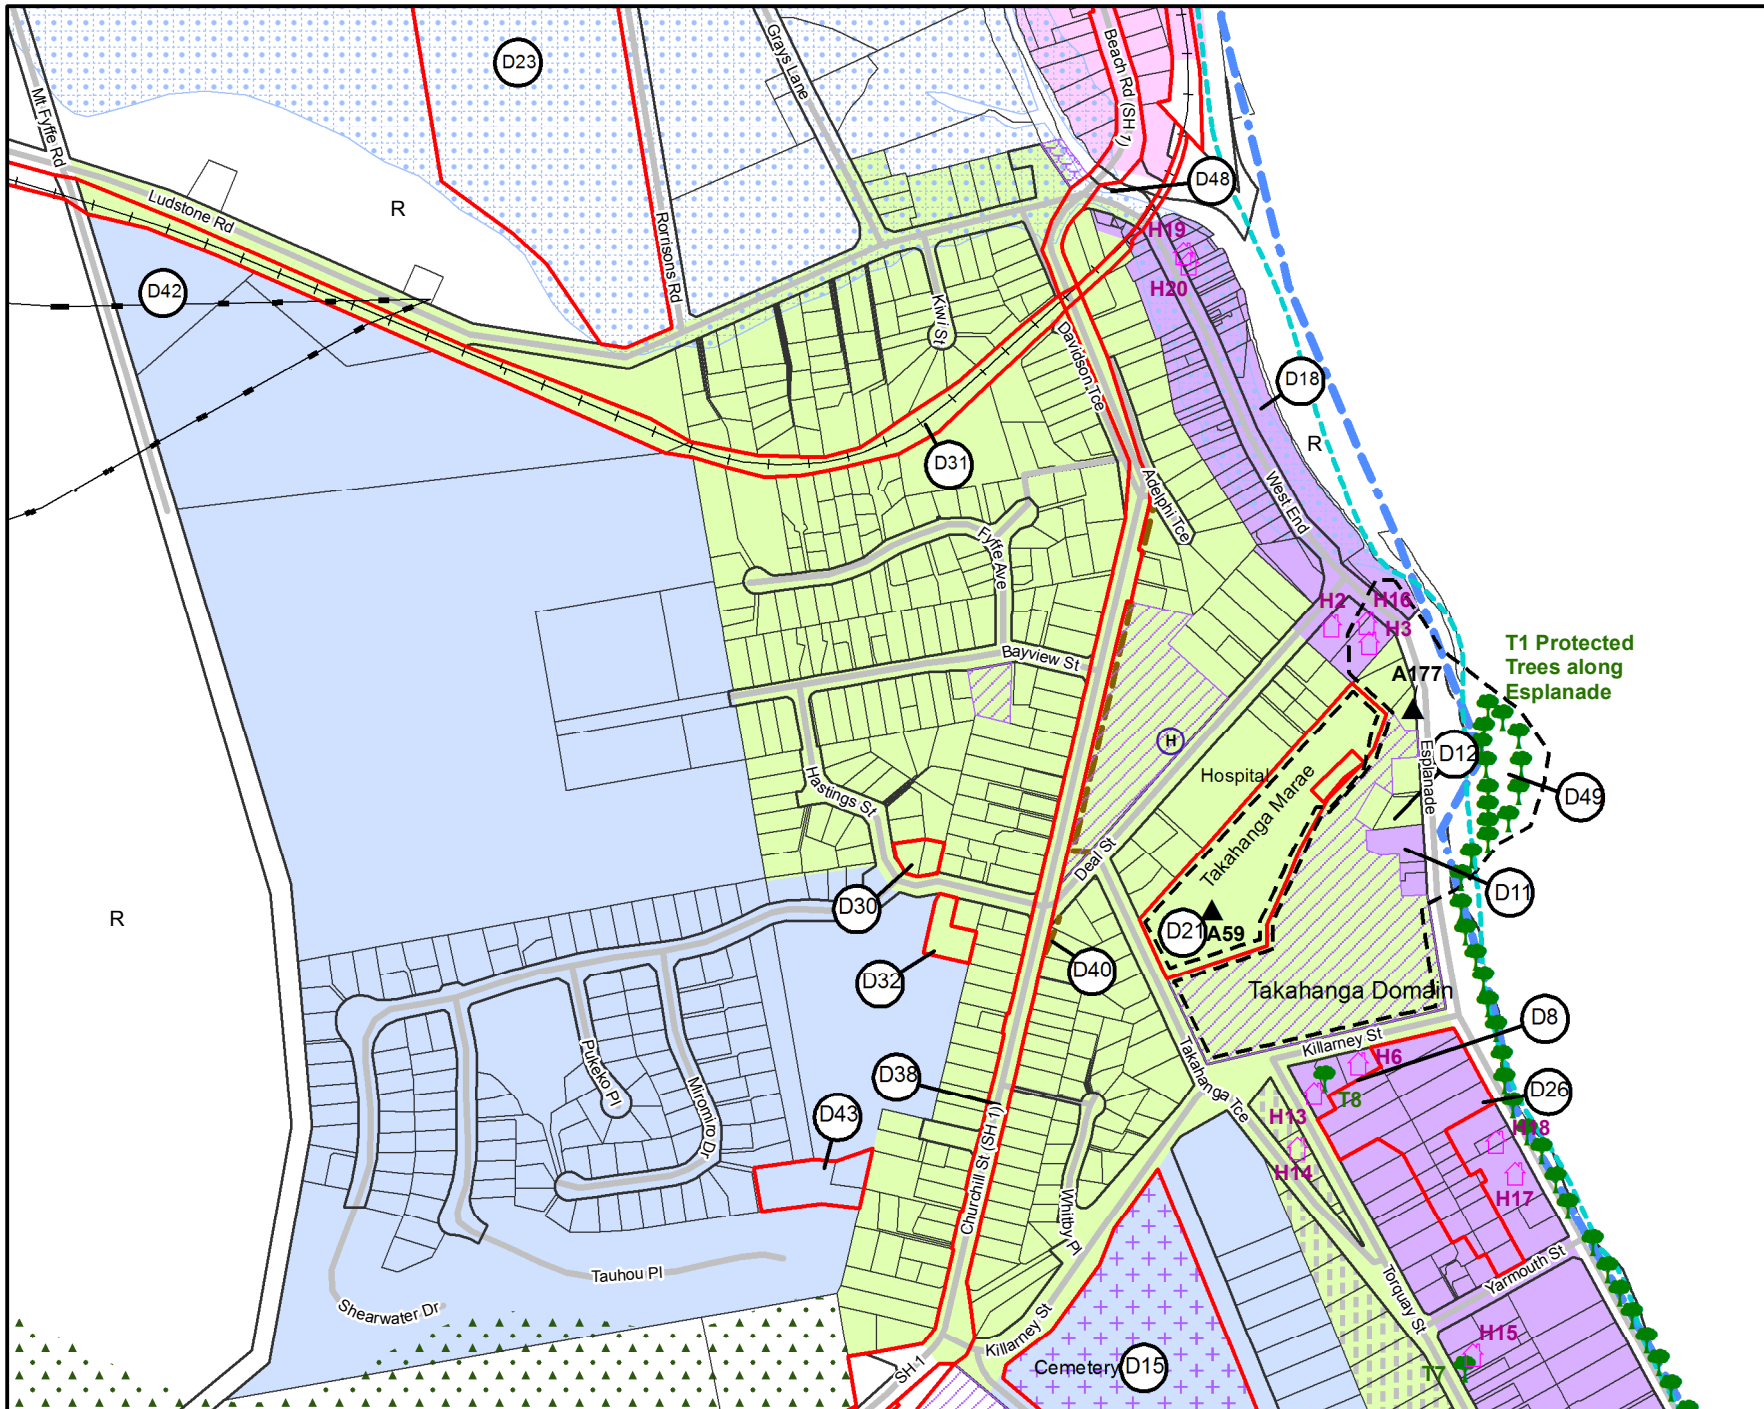 D23
Grays Lane
Beach Rd (SH 1)
Mt Fyffe Rd
D48
Ludstone Rd
R
Rorrisons Rd
H19
H20
D42
Kiwi St
Davidson Tce
D18
R
D31
Adelphi Tce
West End
Fyffe Ave
H2
H16
H3
T1 Protected
Trees along
Esplanade
Bayview St
A177
H
Hospital
Esplanade
D12
D49
Hastings St
Takahanga Marae
Deal St
D11
D30
R
D21
A59
D32
D40
Takahanga Domain
D8
Killarney St
Pukeko Pl
H6
D38
Takahanga Tce
T8
D26
Miromiro Dr
D43
H13
H18
Churchill St (SH 1)
H14
H17
Whitby Pl
Tauhou Pl
Yarmouth St
Shearwater Dr
Torquay St
Killarney St
H15
SH 1
Cemetery
D15
T7